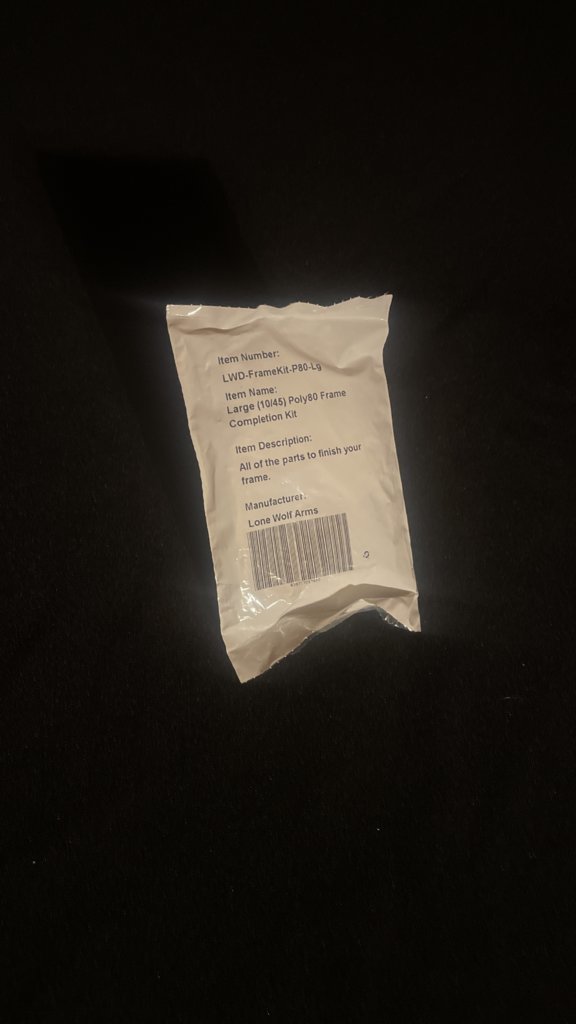 Item Number:
LWD-FrameKit-P80-Lg
Item Name:
Large (10/45) Poly80 Frame
Completion Kit
Item Description:
All of the parts to finish your
frame.
Manufacturer:
Lone Wolf Arms